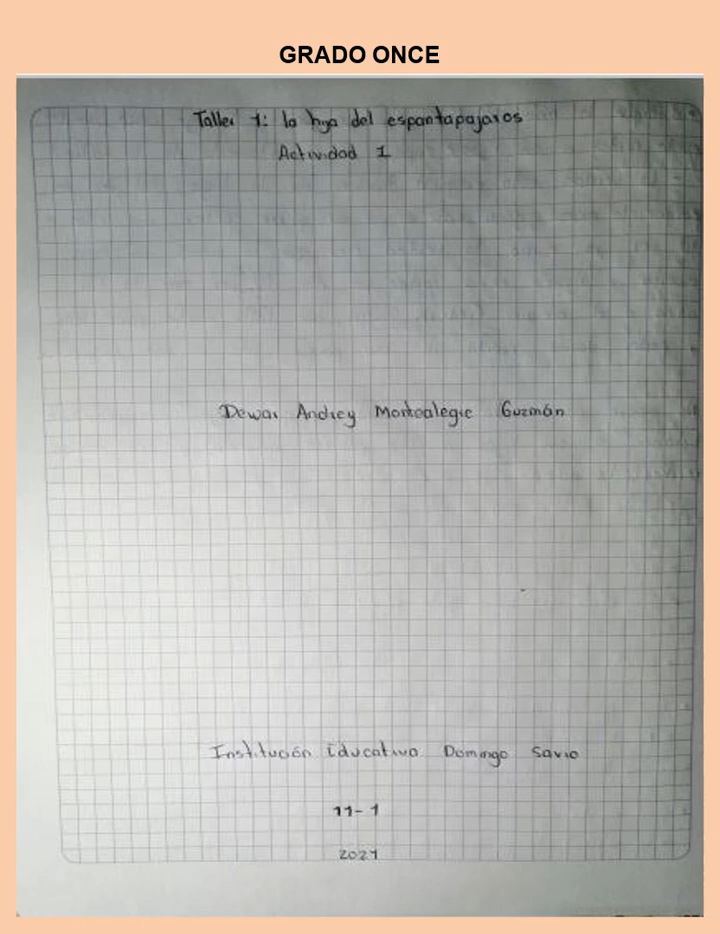 GRADO ONCE
Taller 1: la hija del espantapajaros
Actividad 1
Dewar Andrey Montealegre Guzmán
Institución Educativa Domingo Savio
11-1
2021